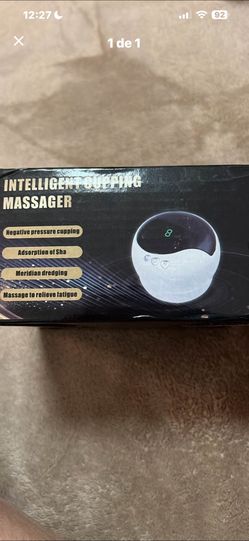 12:27
92
1 de 1
INTELLIGENT CUPPING
MASSAGER
Negative pressure cupping
Adsorption of Sha
Meridian dredging
Massage to relieve fatigue
8